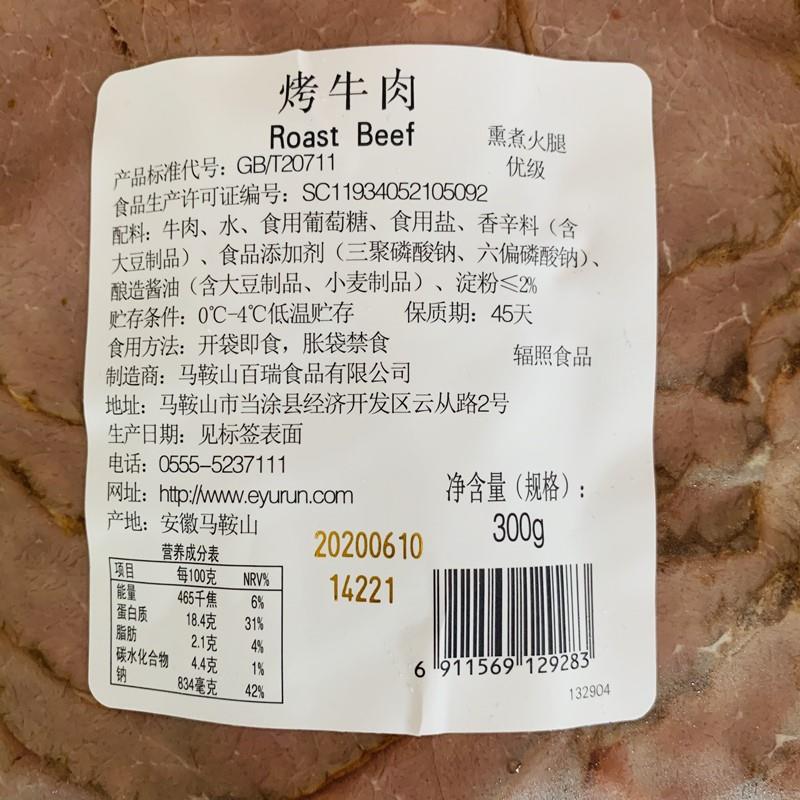 烤牛肉
Roast Beef
熏煮火腿
优级
产品标准代号：GB/T20711
食品生产许可证编号：SC11934052105092
配料：牛肉、水、食用葡萄糖、食用盐、香辛料（含
大豆制品）、食品添加剂（三聚磷酸钠、六偏磷酸钠）、
酿造酱油（含大豆制品、小麦制品）、淀粉≤2%
贮存条件：0℃-4℃低温贮存 保质期：45天
食用方法：开袋即食，胀袋禁食
辐照食品
制造商：马鞍山百瑞食品有限公司
地址：马鞍山市当涂县经济开发区云从路2号
生产日期：见标签表面
电话：0555-5237111
网址：http://www.eyurun.com
产地：安徽马鞍山
净含量（规格）：
300g
20200610
14221
营养成分表
项目 每100克 NRV%
能量 465千焦 6%
蛋白质 18.4克 31%
脂肪 2.1克 4%
碳水化合物 4.4克 1%
钠 834毫克 42%
6 911569 129283
132904